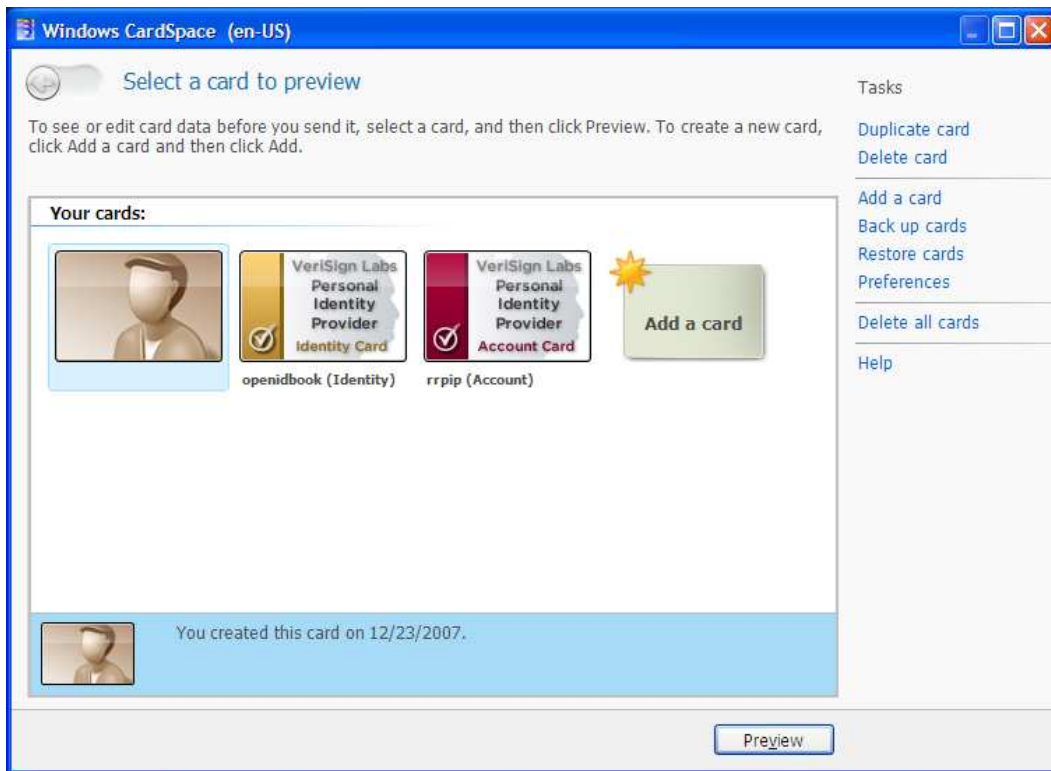 Windows CardSpace (en-US)
Select a card to preview
To see or edit card data before you send it, select a card, and then click Preview. To create a new card,
click Add a card and then click Add.
Your cards:
VeriSign Labs
Personal
Identity
Provider
Identity Card
openidbook (Identity)
VeriSign Labs
Personal
Identity
Provider
Account Card
rrpip (Account)
Add a card
You created this card on 12/23/2007.
Tasks
Duplicate card
Delete card
Add a card
Back up cards
Restore cards
Preferences
Delete all cards
Help
Preview